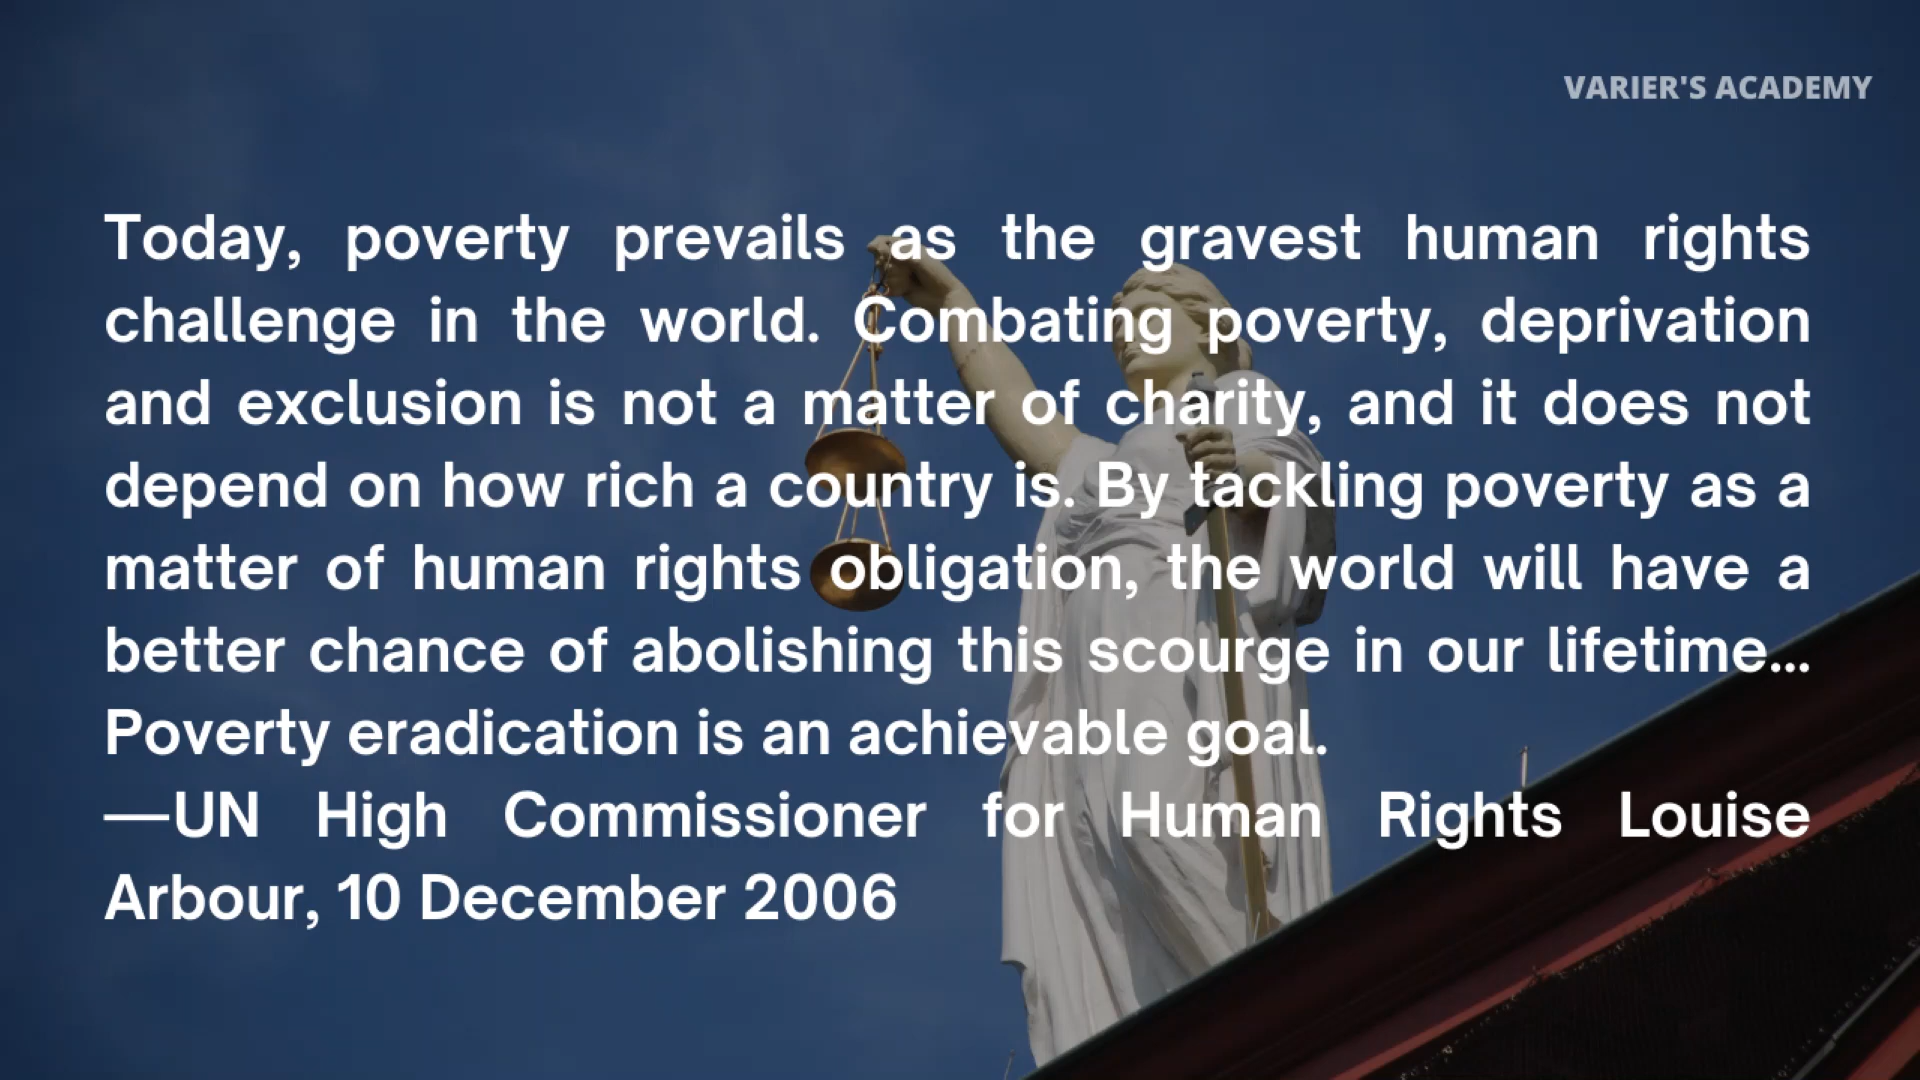 VARIER'S ACADEMY
Today, poverty prevails as the gravest human rights
challenge in the world. Combating poverty, deprivation
and exclusion is not a matter of charity, and it does not
depend on how rich a country is. By tackling poverty as a
matter of human rights obligation, the world will have a
better chance of abolishing this scourge in our lifetime...
Poverty eradication is an achievable goal.
—UN High Commissioner for Human Rights Louise
Arbour, 10 December 2006